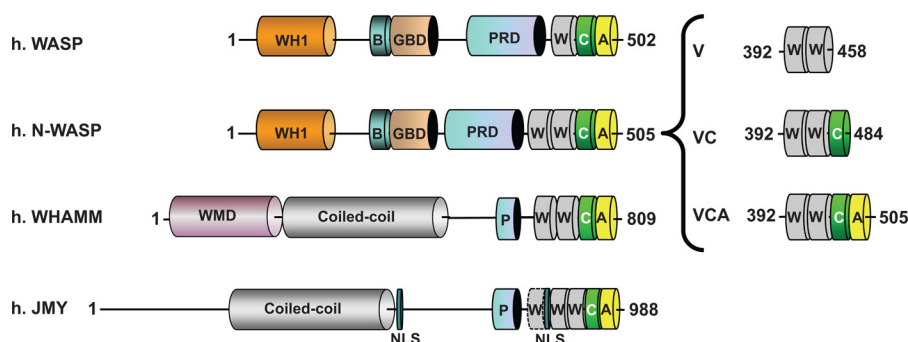 h. WASP 1 WH1 B GBD PRD W C A 502 V 392 W W 458
h. N-WASP 1 WH1 B GBD PRD W W C A 505 VC 392 W W C 484
h. WHAMM 1 WMD Coiled-coil P W W C A 809 VCA 392 W W C A 505
h. JMY 1 Coiled-coil P W W W C A 988
NLS NLS